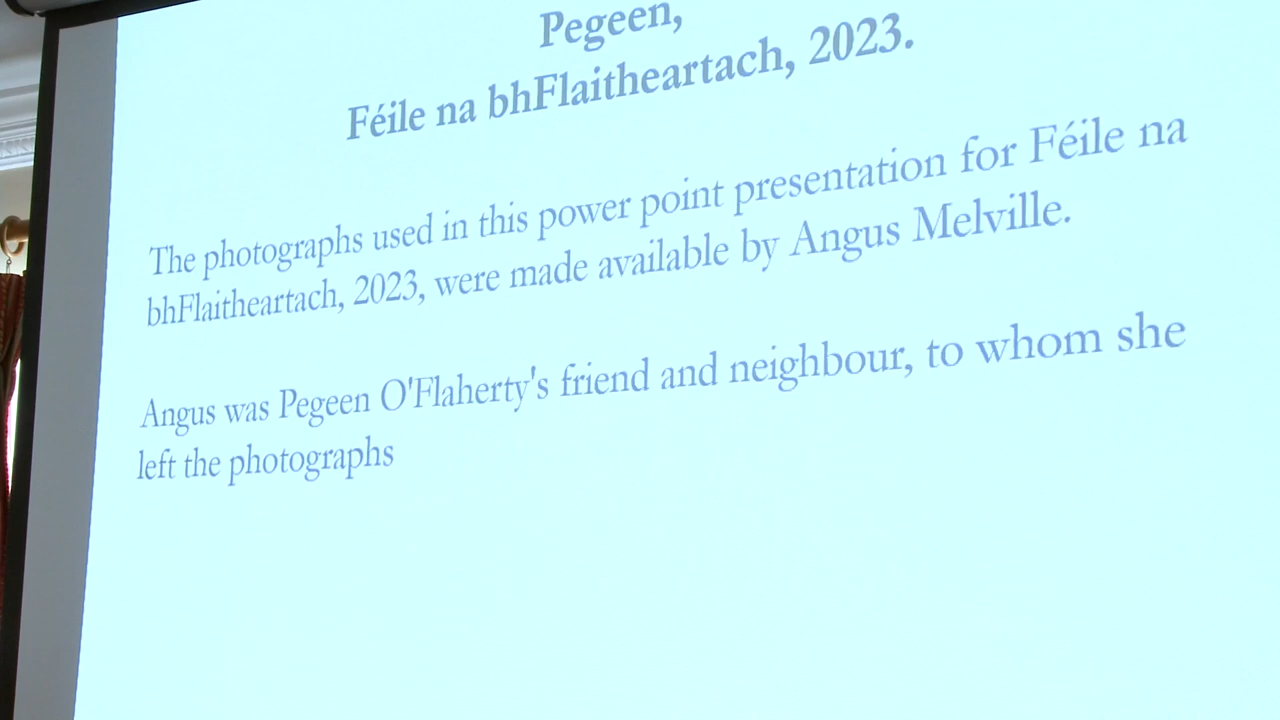 Pegeen,
Féile na bhFlaitheartach, 2023.
The photographs used in this power point presentation for Féile na
bhFlaitheartach, 2023, were made available by Angus Melville.
Angus was Pegeen O'Flaherty's friend and neighbour, to whom she
left the photographs